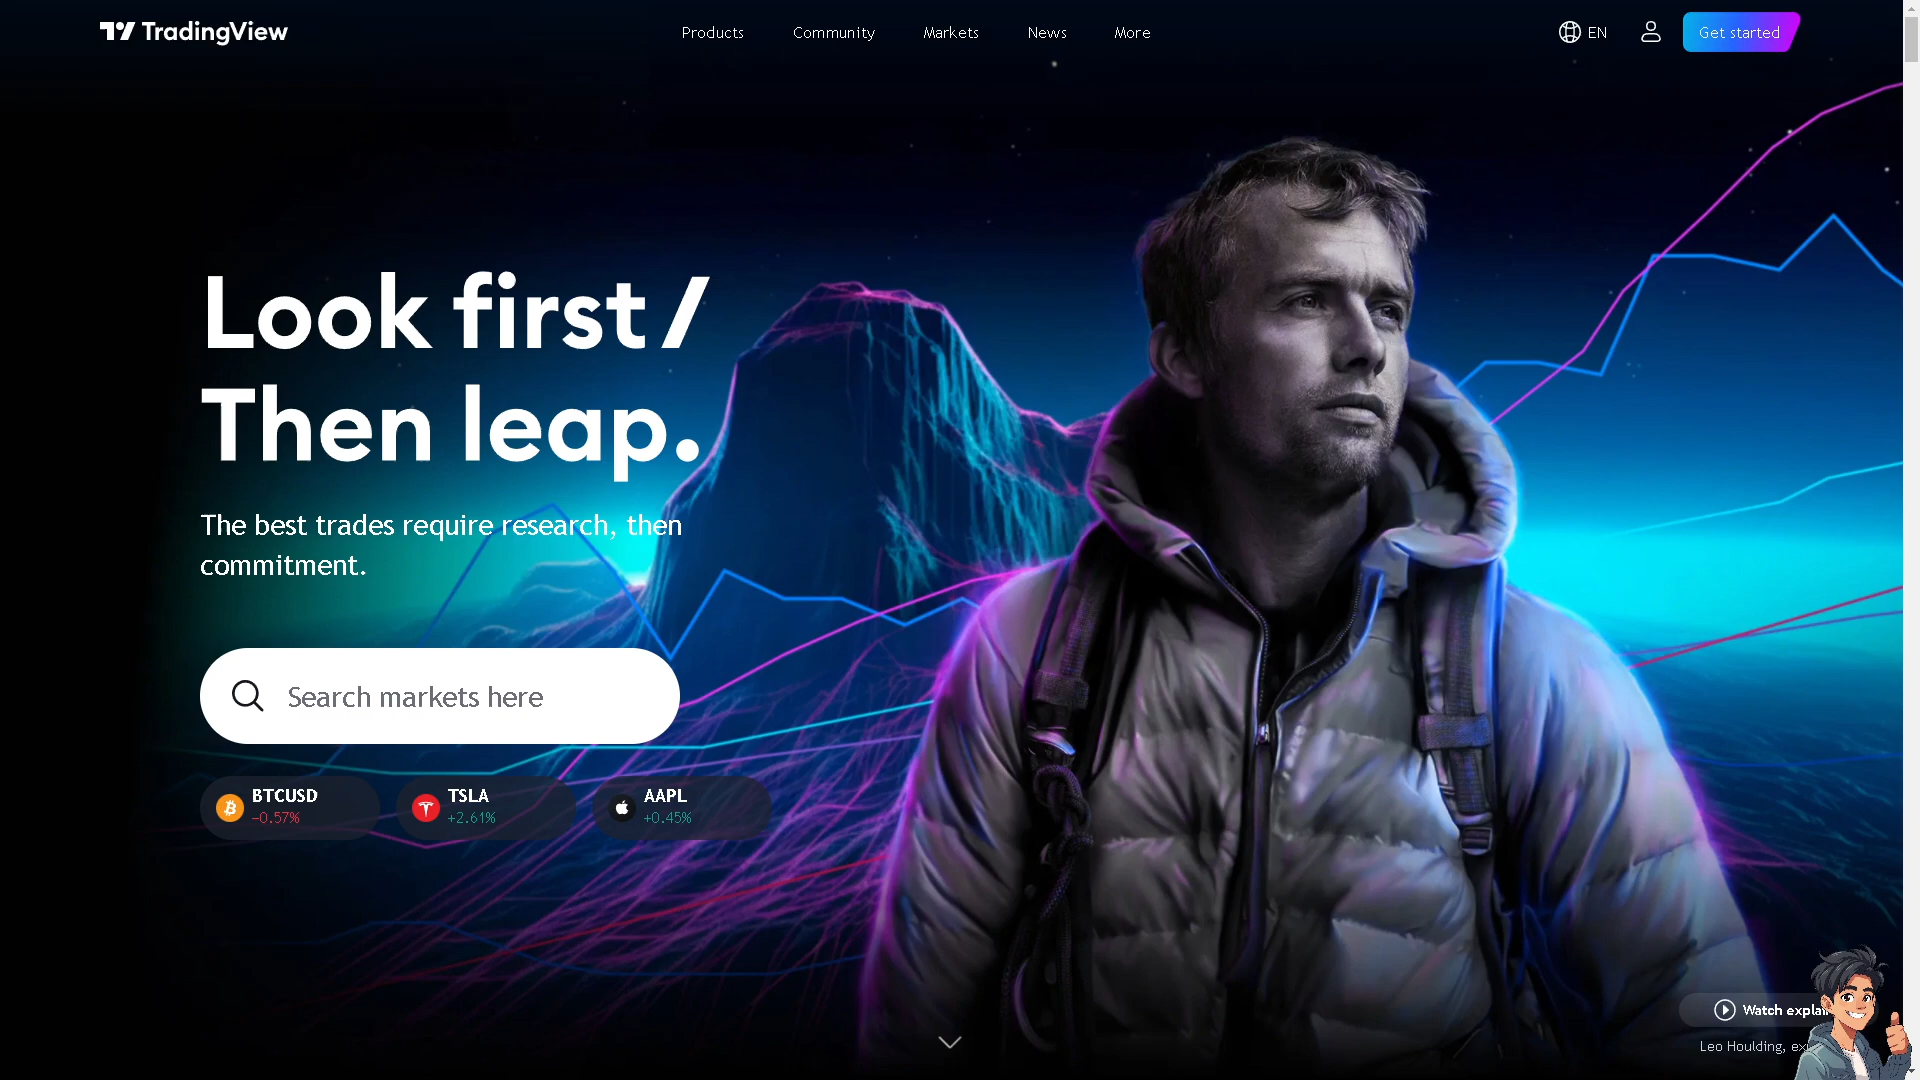 TradingView
Products
Community
Markets
News
More
EN
Get started
Look first /
Then leap.
The best trades require research, then
commitment.
Search markets here
BTCUSD
−0.57%
TSLA
+2.61%
AAPL
+0.45%
Watch
Leo Houlding,